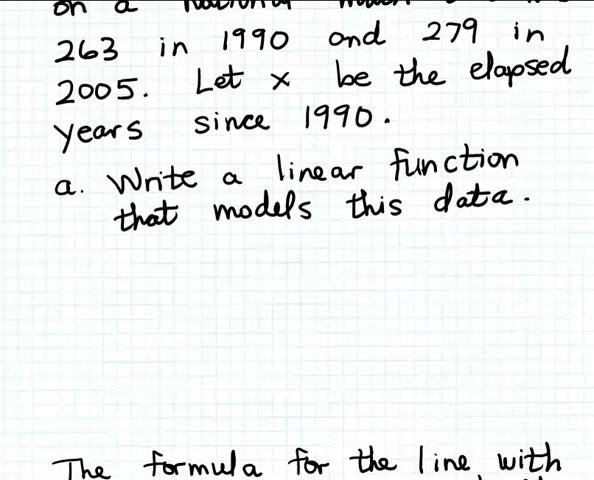 on a
263 in 1990 and 279 in
2005. Let x be the elapsed
years since 1990.
a. Write a linear function
that models this data.
The formula for the line with